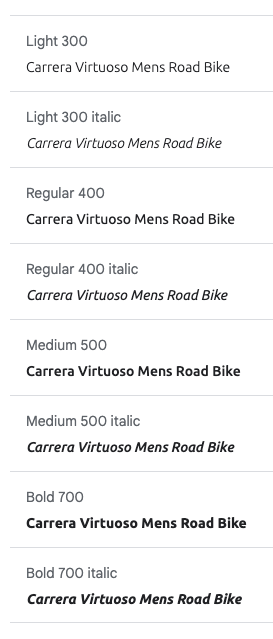 Light 300
Carrera Virtuoso Mens Road Bike
Light 300 italic
Carrera Virtuoso Mens Road Bike
Regular 400
Carrera Virtuoso Mens Road Bike
Regular 400 italic
Carrera Virtuoso Mens Road Bike
Medium 500
Carrera Virtuoso Mens Road Bike
Medium 500 italic
Carrera Virtuoso Mens Road Bike
Bold 700
Carrera Virtuoso Mens Road Bike
Bold 700 italic
Carrera Virtuoso Mens Road Bike